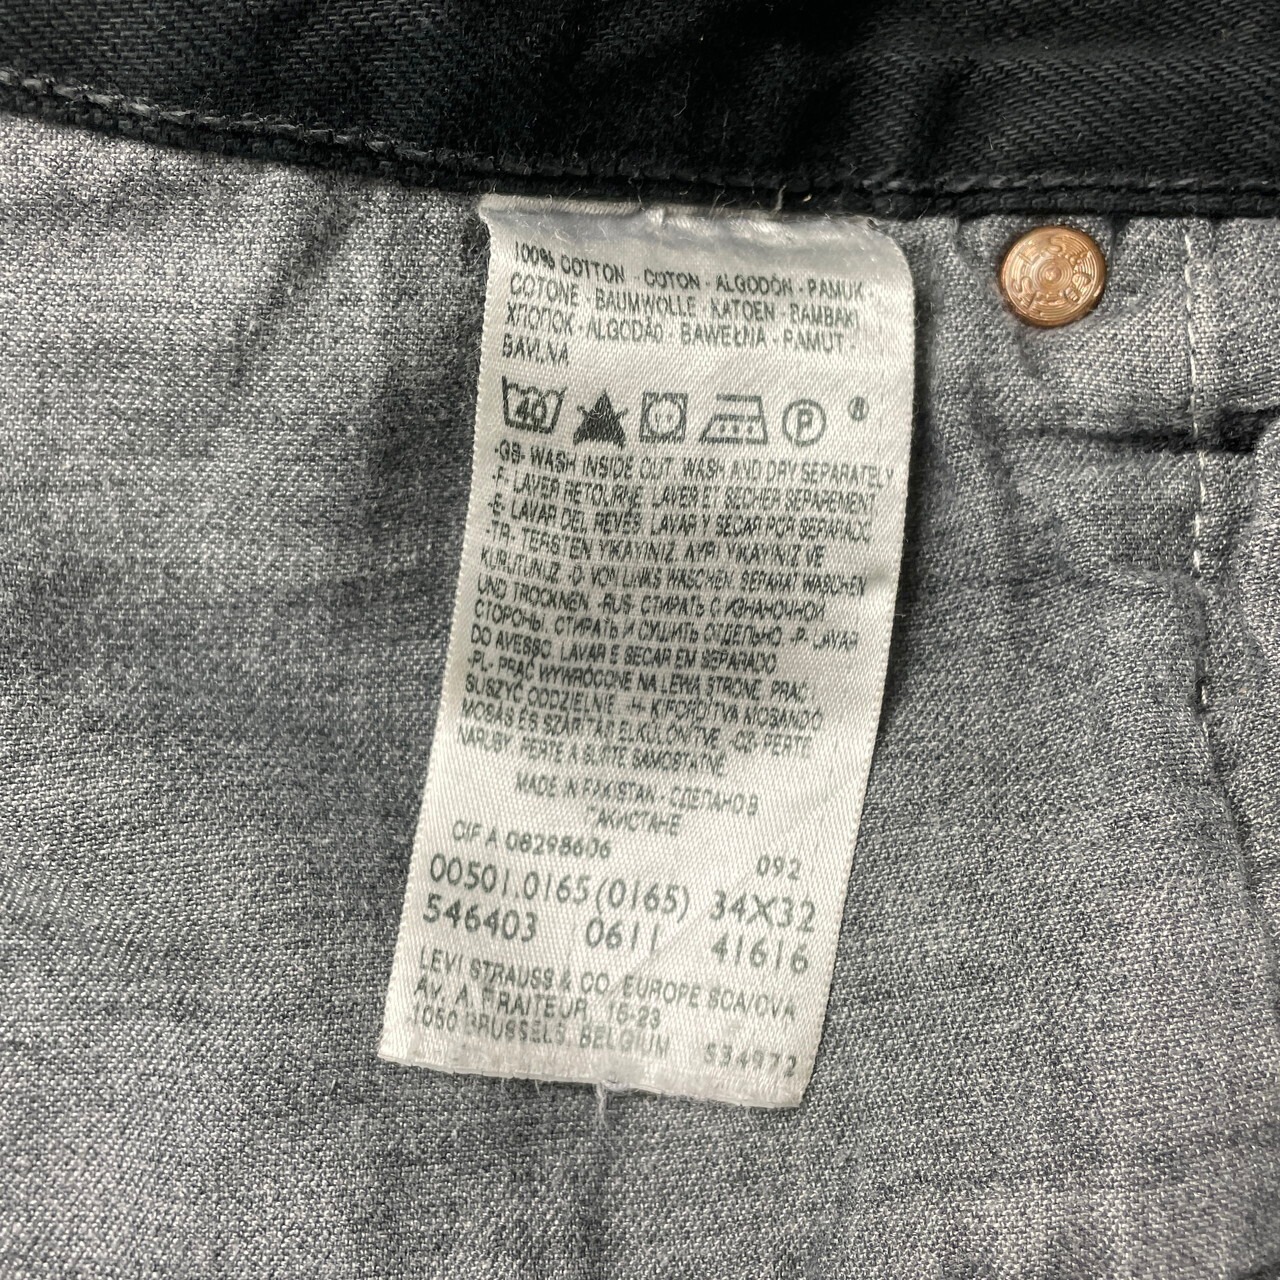 100% COTTON - COTON - ALGODÓN - PAMUK -
COTONE - BAUMWOLLE - KATOEN - BAMBAKI
ХЛОПОК - ALGODÃO - BAWEŁNA - PAMUT -
BAVLNA
40 P ®
-GB- WASH INSIDE OUT. WASH AND DRY SEPARATELY
-F- LAVER RETOURNÉ. LAVER ET SECHER SEPAREMENT
-E- LAVAR DEL REVÉS. LAVAR Y SECAR POR SEPARADO
-TR- TERSTEN YIKAYINIZ. AYRI YIKAYINIZ VE
KURUTUNUZ. -D- VON LINKS WASCHEN. SEPARAT WASCHEN
UND TROCKNEN. -RUS- СТИРАТЬ С ИЗНАНОЧНОЙ
СТОРОНЫ. СТИРАТЬ И СУШИТЬ ОТДЕЛЬНО -P- LAVAR
DO AVESSO. LAVAR E SECAR EM SEPARADO
-PL- PRAĆ WYWRÓCONE NA LEWĄ STRONĘ. PRAĆ
SUSZYĆ ODDZIELNIE -H- KIFORDÍTVA MOSANDÓ
MOSÁS ÉS SZÁRÍTÁS ELKÜLÖNÍTVE -CZ- PERTE
NARUBY. PERTE A SUŠTE SAMOSTATNĚ
MADE IN PAKISTAN - СДЕЛАНО В
ПАКИСТАНЕ
CIF A 08298606 092
00501.0165(0165) 34X32
546403 0611 41616
LEVI STRAUSS & CO. EUROPE SCA/CVA
AV. A. FRAITEUR, 15-23
1050 BRUSSELS, BELGIUM 534972